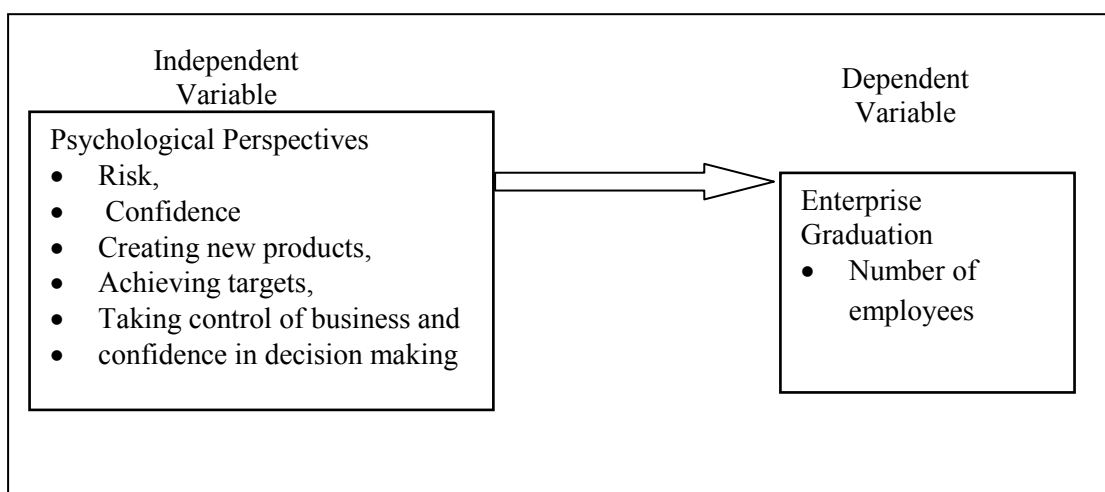 Independent
Variable
Psychological Perspectives
• Risk,
• Confidence
• Creating new products,
• Achieving targets,
• Taking control of business and
• confidence in decision making
Dependent
Variable
Enterprise
Graduation
• Number of
employees